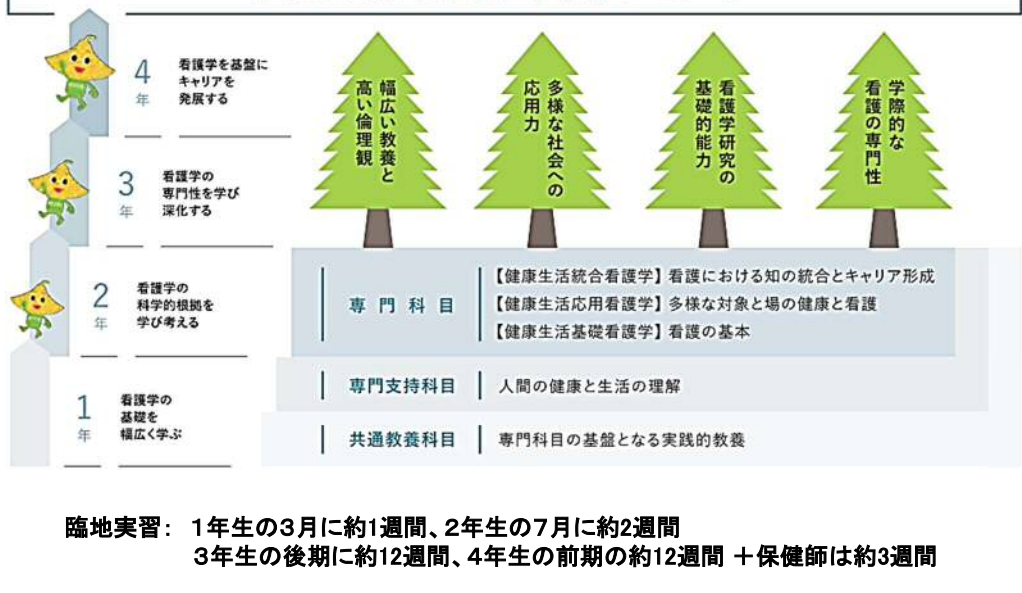 4
年
看護学を基盤に
キャリアを
発展する
3
年
看護学の
専門性を学び
深化する
2
年
看護学の
科学的根拠を
学び考える
1
年
看護学の
基礎を
幅広く学ぶ
幅広い教養と
高い倫理観
多様な社会への
応用力
看護学研究の
基礎的能力
学際的な
看護の専門性
専門科目
【健康生活統合看護学】看護における知の統合とキャリア形成
【健康生活応用看護学】多様な対象と場の健康と看護
【健康生活基礎看護学】看護の基本
専門支持科目
人間の健康と生活の理解
共通教養科目
専門科目の基盤となる実践的教養
臨地実習： １年生の３月に約1週間、２年生の７月に約2週間
３年生の後期に約12週間、４年生の前期の約12週間 ＋保健師は約3週間